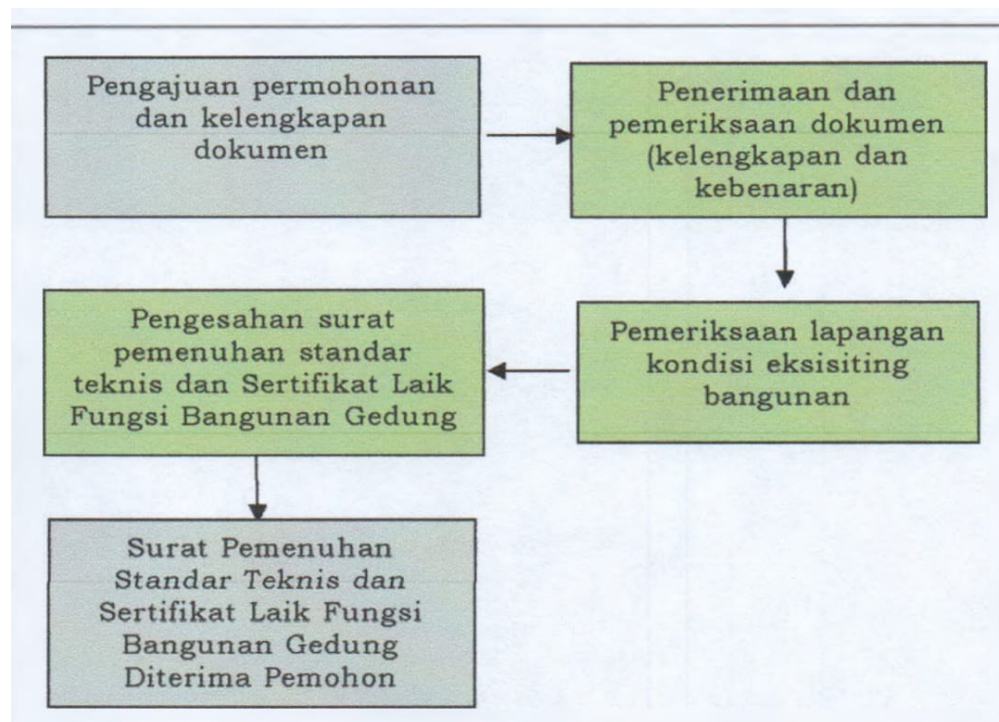 Pengajuan permohonan
dan kelengkapan
dokumen
Penerimaan dan
pemeriksaan dokumen
(kelengkapan dan
kebenaran)
Pemeriksaan lapangan
kondisi eksisiting
bangunan
Pengesahan surat
pemenuhan standar
teknis dan Sertifikat Laik
Fungsi Bangunan Gedung
Surat Pemenuhan
Standar Teknis dan
Sertifikat Laik Fungsi
Bangunan Gedung
Diterima Pemohon